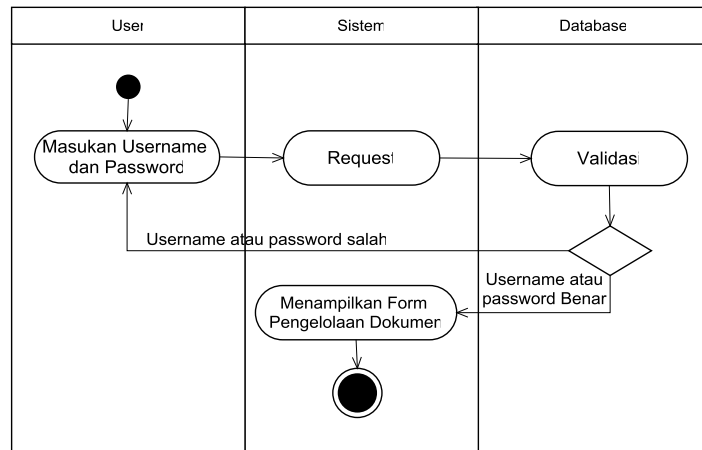 User
Sistem
Database
Masukan Username
dan Password
Request
Validasi
Username atau password salah
Username atau
password Benar
Menampilkan Form
Pengelolaan Dokumen